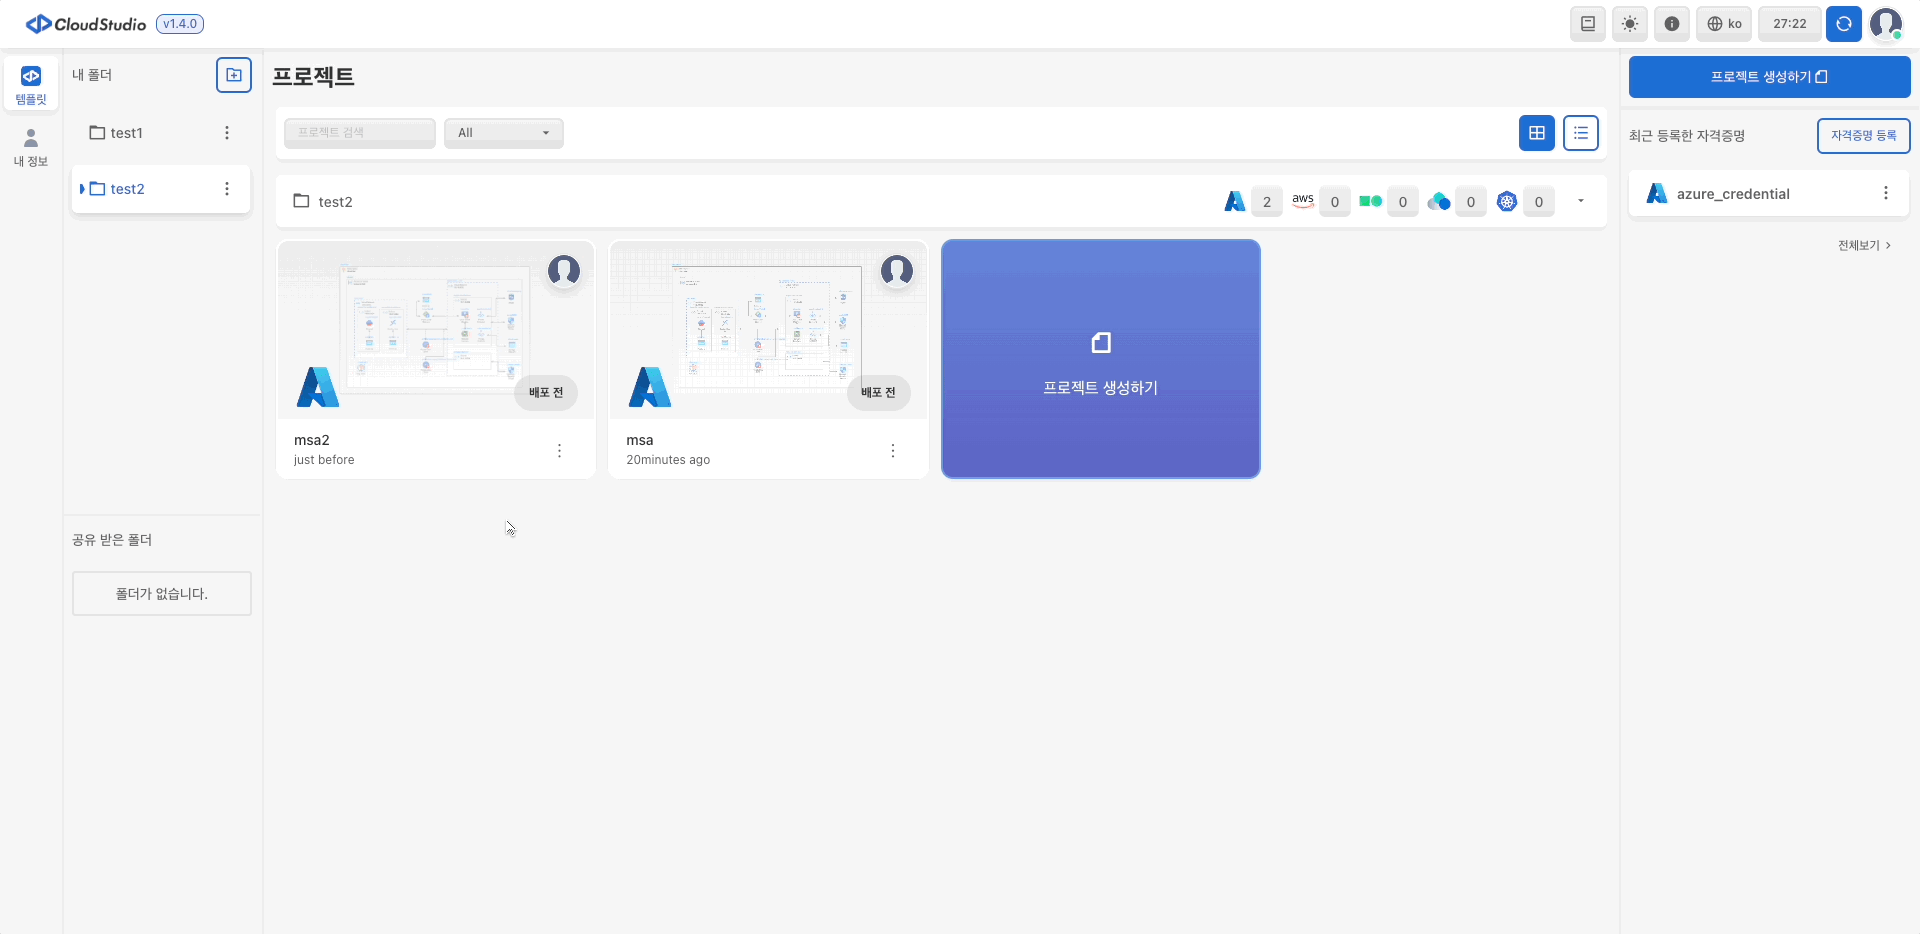 CloudStudio v1.4.0
ko
27:22
템플릿
내 정보
내 폴더
test1
test2
공유 받은 폴더
폴더가 없습니다.
프로젝트
프로젝트 검색
All
test2
2
aws 0
0
0
0
배포 전
msa2
just before
배포 전
msa
20minutes ago
프로젝트 생성하기
프로젝트 생성하기
최근 등록한 자격증명
자격증명 등록
azure_credential
전체보기 >